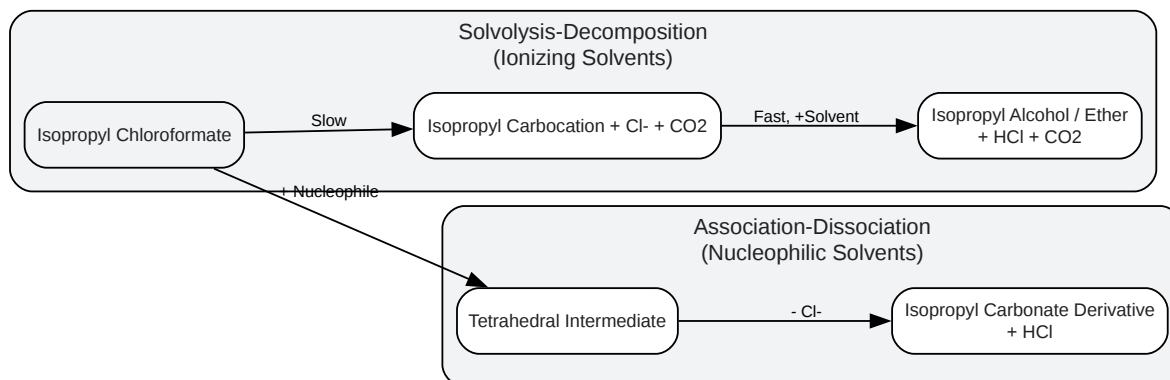 Solvolysis-Decomposition
(Ionizing Solvents)
Isopropyl Chloroformate
Slow
Isopropyl Carbocation + Cl- + CO2
Fast, +Solvent
Isopropyl Alcohol / Ether
+ HCl + CO2
+ Nucleophile
Association-Dissociation
(Nucleophilic Solvents)
Tetrahedral Intermediate
- Cl-
Isopropyl Carbonate Derivative
+ HCl